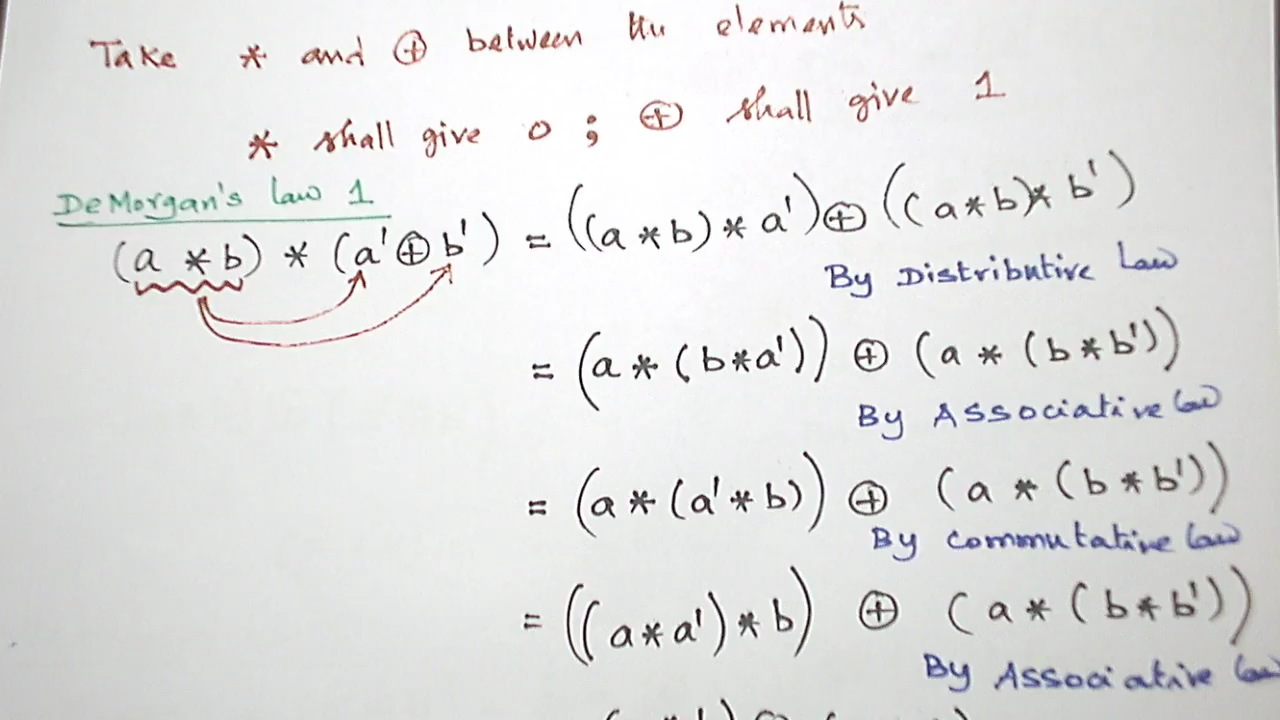 Take * and ⊕ between the elements
* shall give 0 ; ⊕ shall give 1
DeMorgan's law 1
(a * b) * (a' ⊕ b') = ((a * b) * a') ⊕ ((a * b) * b')
By Distributive Law
= (a * (b * a')) ⊕ (a * (b * b'))
By Associative law
= (a * (a' * b)) ⊕ (a * (b * b'))
By commutative law
= ((a * a') * b) ⊕ (a * (b * b'))
By Associative law